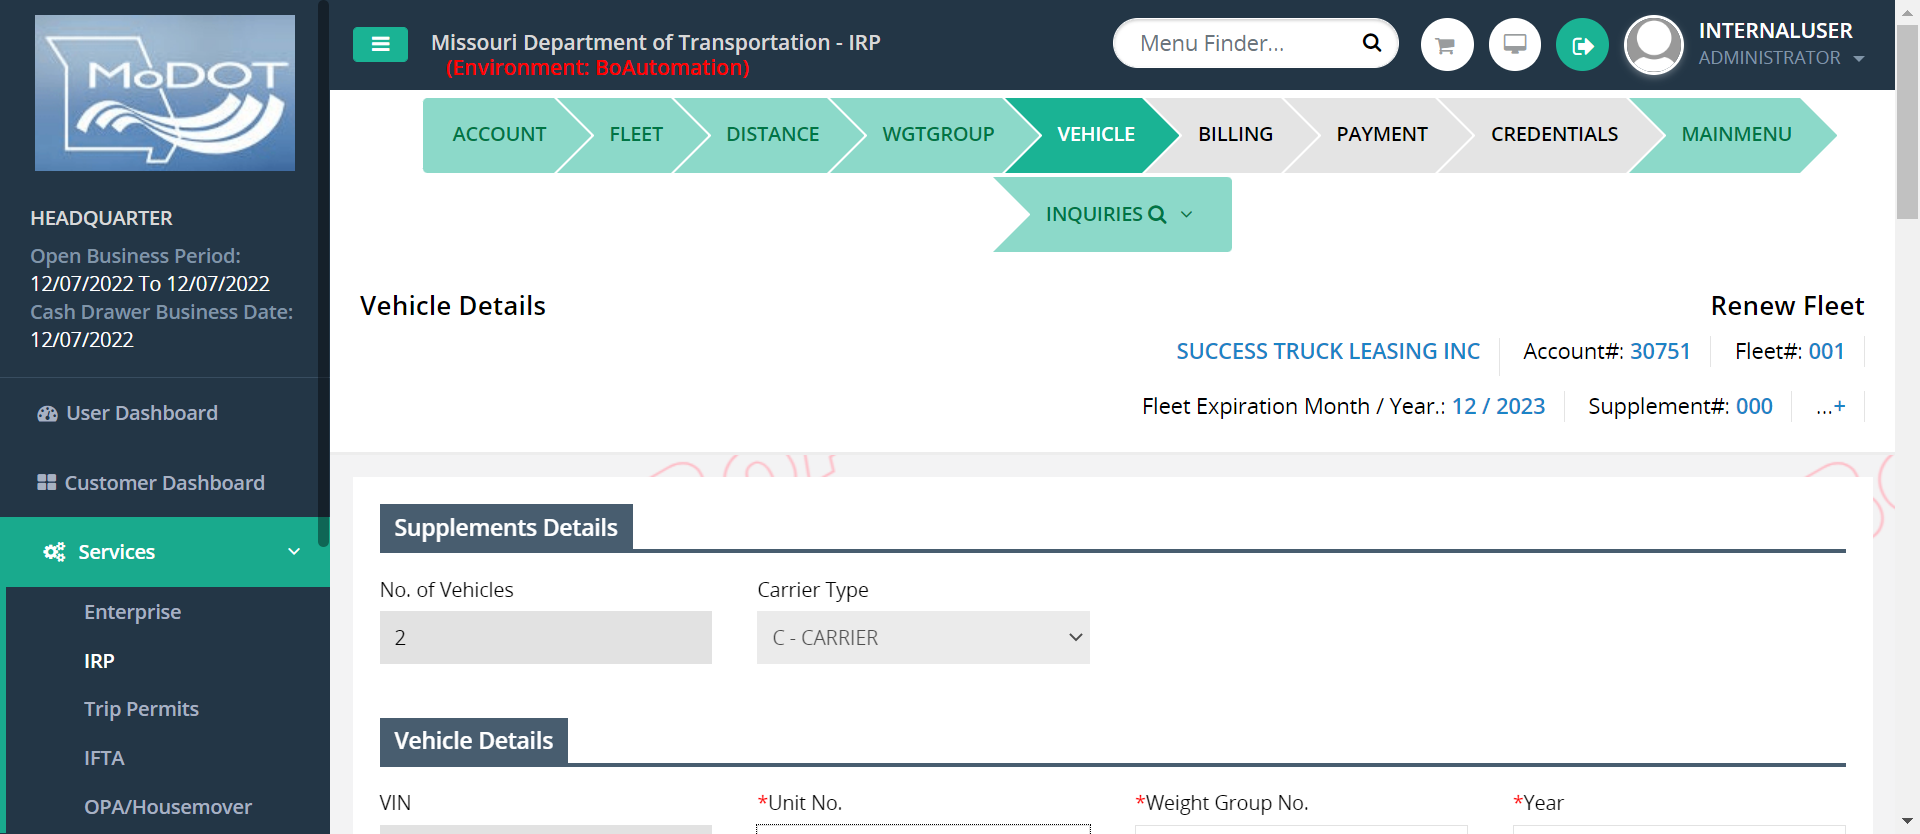 MoDOT
HEADQUARTER
Open Business Period:
12/07/2022 To 12/07/2022
Cash Drawer Business Date:
12/07/2022
User Dashboard
Customer Dashboard
Services
Enterprise
IRP
Trip Permits
IFTA
OPA/Housemover
Missouri Department of Transportation - IRP
(Environment: BoAutomation)
Menu Finder...
INTERNALUSER
ADMINISTRATOR
ACCOUNT
FLEET
DISTANCE
WGTGROUP
VEHICLE
BILLING
PAYMENT
CREDENTIALS
MAINMENU
INQUIRIES
Vehicle Details
Renew Fleet
SUCCESS TRUCK LEASING INC
Account#: 30751
Fleet#: 001
Fleet Expiration Month / Year.: 12 / 2023
Supplement#: 000
...+
Supplements Details
No. of Vehicles
Carrier Type
2
C - CARRIER
Vehicle Details
VIN
*Unit No.
*Weight Group No.
*Year